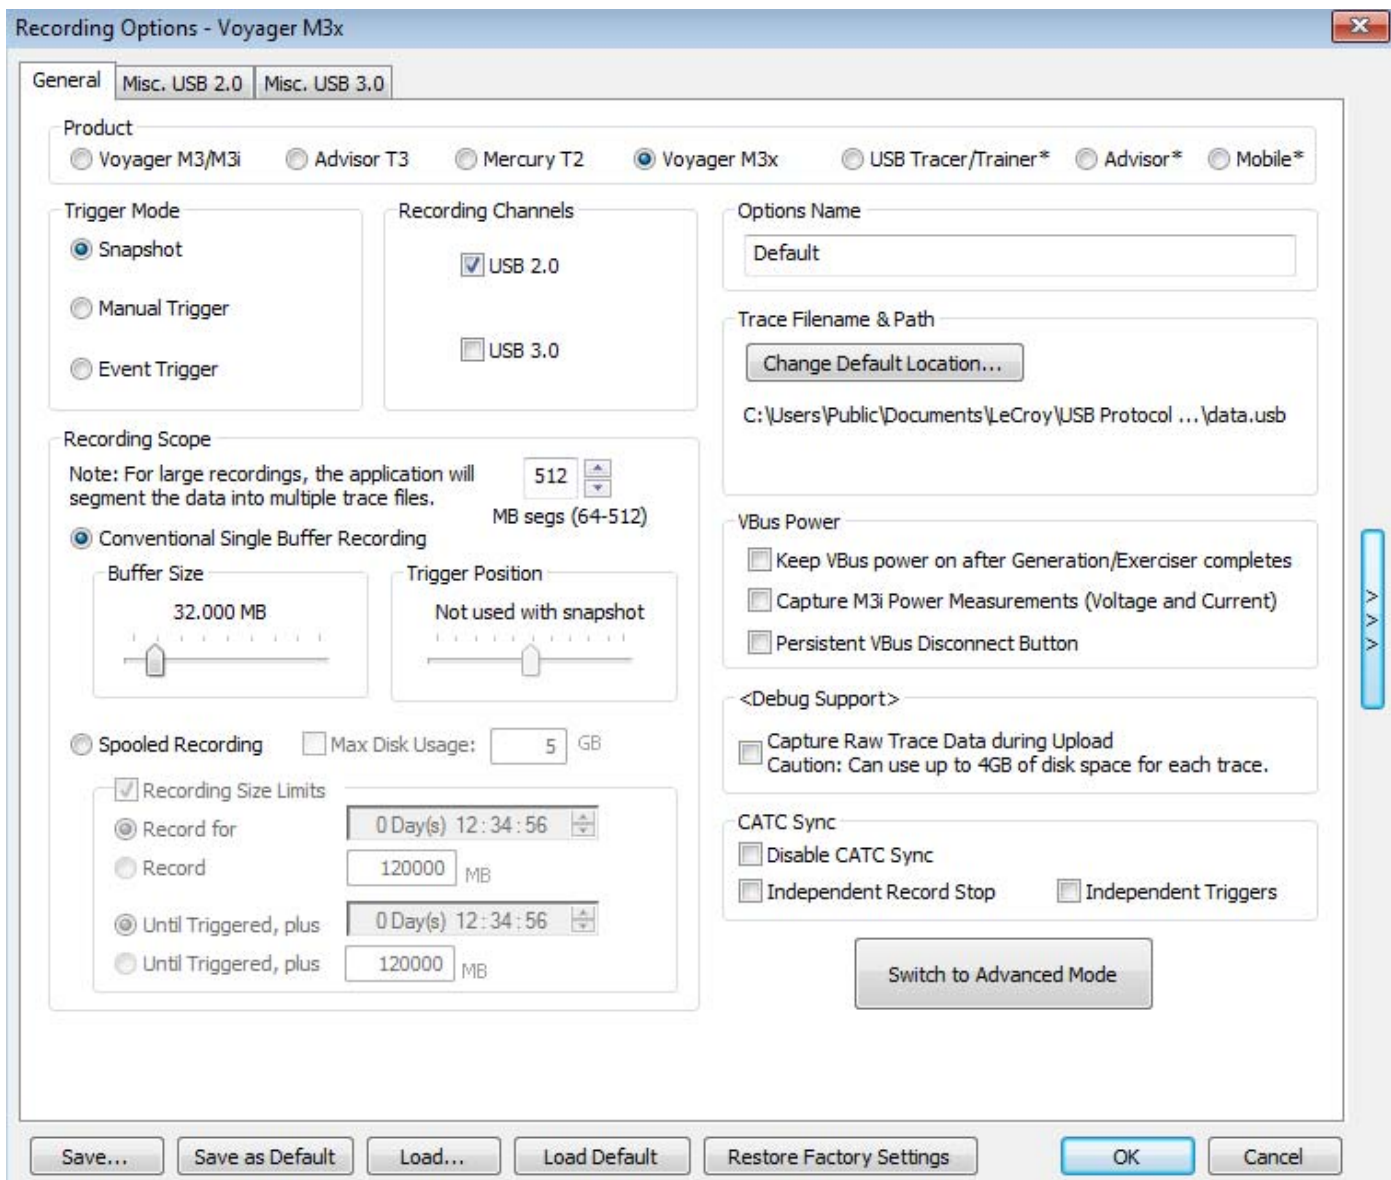 Recording Options - Voyager M3x
General
Misc. USB 2.0
Misc. USB 3.0
Product
Voyager M3/M3i
Advisor T3
Mercury T2
Voyager M3x
USB Tracer/Trainer*
Advisor*
Mobile*
Trigger Mode
Snapshot
Manual Trigger
Event Trigger
Recording Channels
USB 2.0
USB 3.0
Options Name
Default
Trace Filename & Path
Change Default Location...
C:\Users\Public\Documents\LeCroy\USB Protocol ...\data.usb
Recording Scope
Note: For large recordings, the application will
segment the data into multiple trace files.
512
MB segs (64-512)
Conventional Single Buffer Recording
Buffer Size
32.000 MB
Trigger Position
Not used with snapshot
Spooled Recording
Max Disk Usage:
5 GB
Recording Size Limits
Record for
0 Day(s) 12:34:56
Record
120000 MB
Until Triggered, plus
0 Day(s) 12:34:56
Until Triggered, plus
120000 MB
VBus Power
Keep VBus power on after Generation/Exerciser completes
Capture M3i Power Measurements (Voltage and Current)
Persistent VBus Disconnect Button
<Debug Support>
Capture Raw Trace Data during Upload
Caution: Can use up to 4GB of disk space for each trace.
CATC Sync
Disable CATC Sync
Independent Record Stop
Independent Triggers
Switch to Advanced Mode
>
>
>
Save...
Save as Default
Load...
Load Default
Restore Factory Settings
OK
Cancel